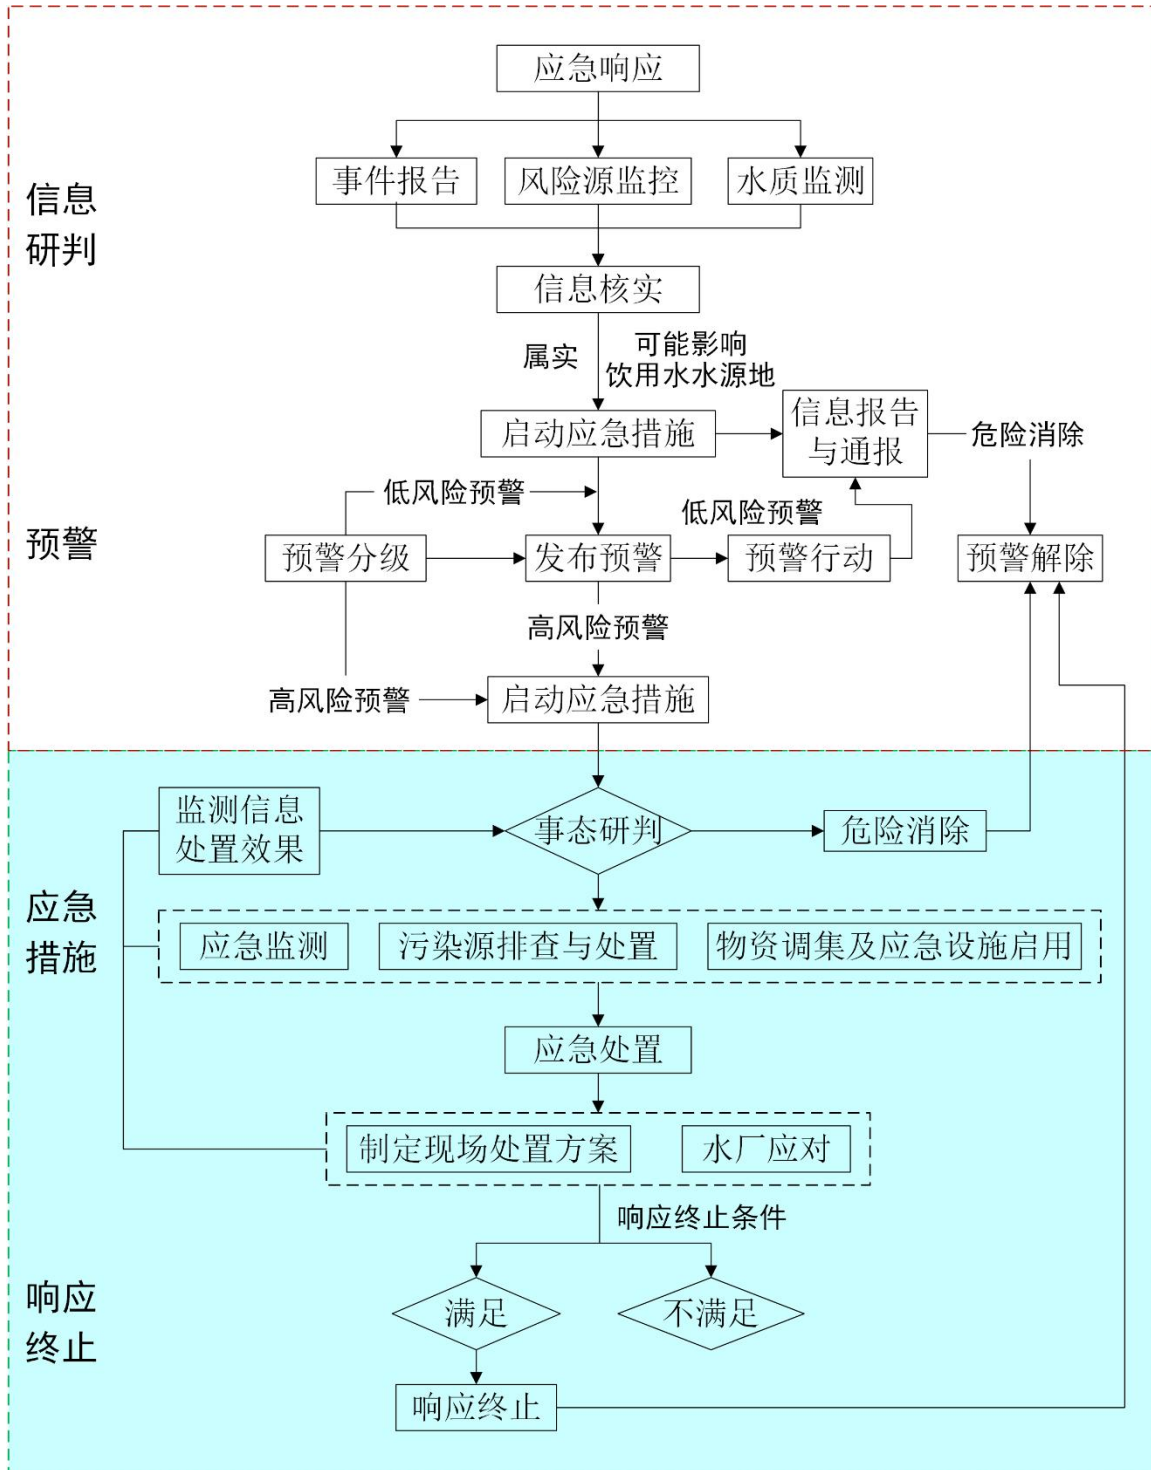 应急响应
事件报告
风险源监控
水质监测
信息
研判
信息核实
属实
可能影响
饮用水水源地
启动应急措施
信息报告
与通报
危险消除
低风险预警
低风险预警
预警
预警分级
发布预警
预警行动
预警解除
高风险预警
高风险预警
启动应急措施
监测信息
处置效果
事态研判
危险消除
应急
措施
应急监测
污染源排查与处置
物资调集及应急设施启用
应急处置
制定现场处置方案
水厂应对
响应终止条件
响应
终止
满足
不满足
响应终止